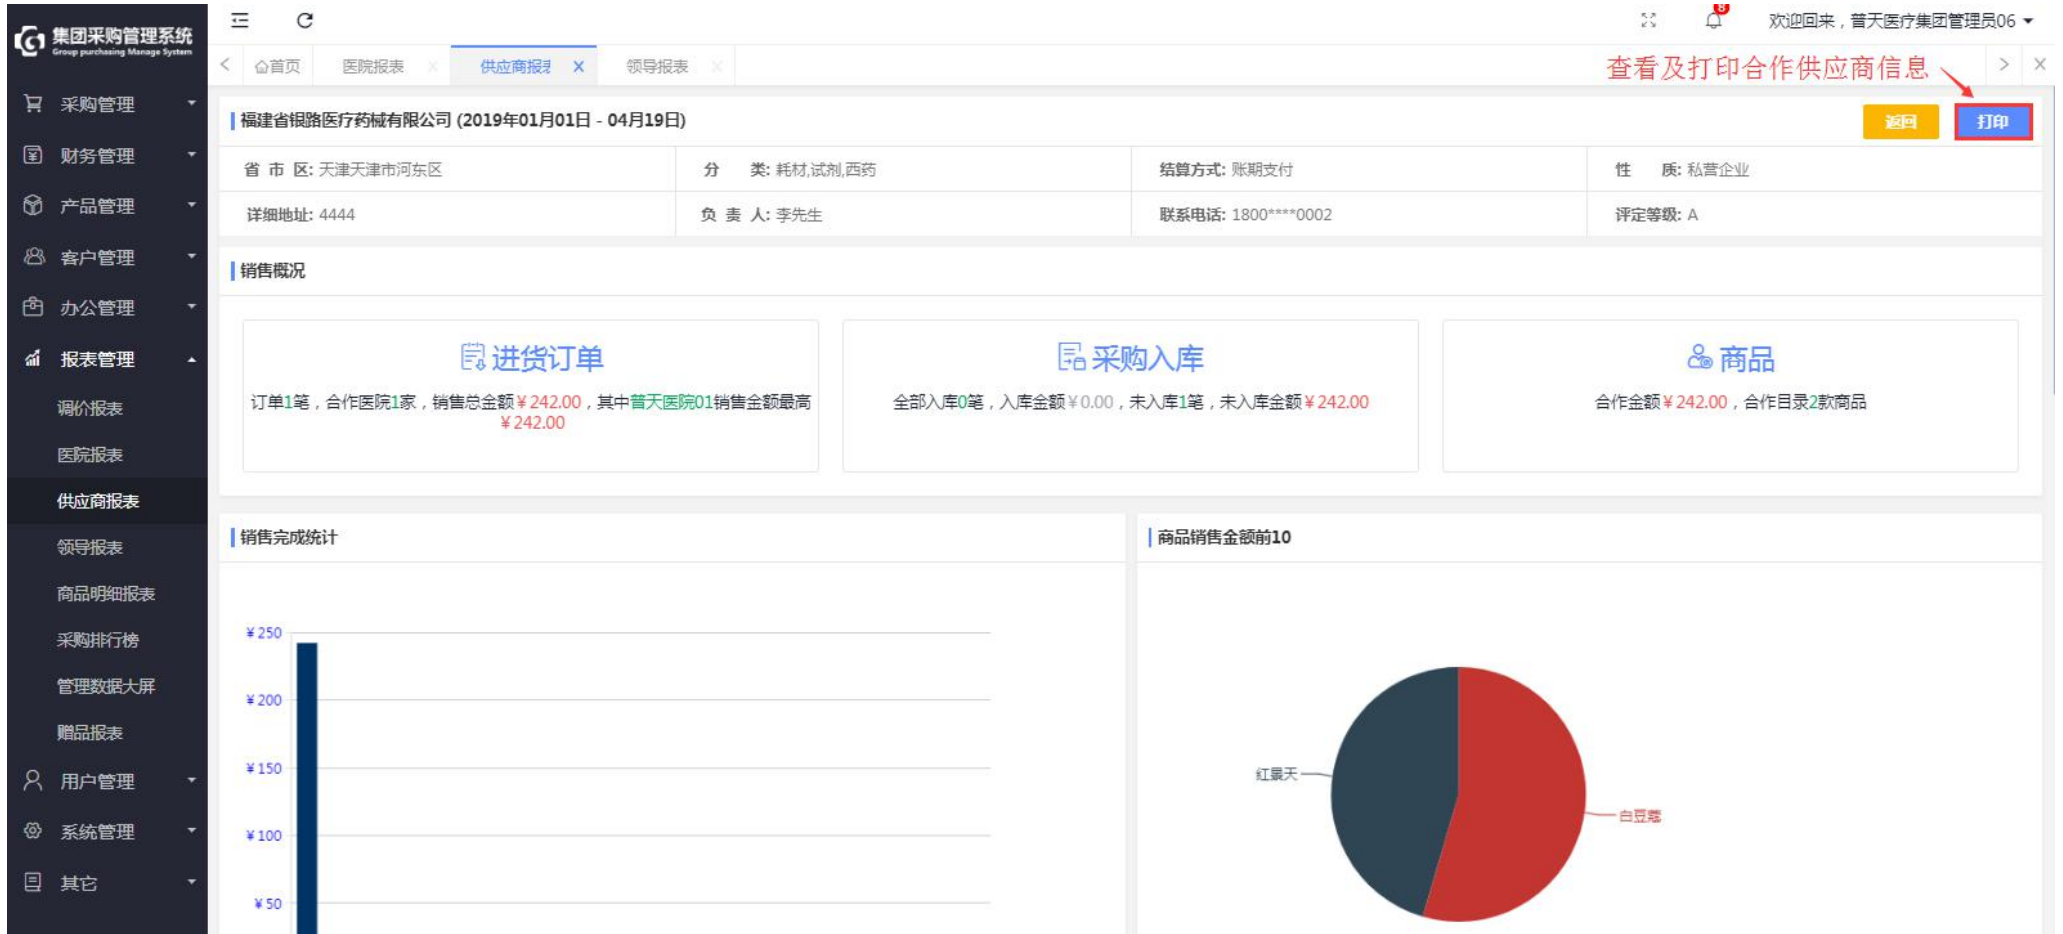 集团采购管理系统
Group purchasing Manage System
8
欢迎回来，普天医疗集团管理员06
首页
医院报表
供应商报表
领导报表
查看及打印合作供应商信息
采购管理
财务管理
产品管理
客户管理
办公管理
报表管理
调价报表
医院报表
供应商报表
领导报表
商品明细报表
采购排行榜
管理数据大屏
赠品报表
用户管理
系统管理
其它
福建省银路医疗药械有限公司 (2019年01月01日 - 04月19日)
返回
打印
省 市 区: 天津天津市河东区
分 类: 耗材,试剂,西药
结算方式: 账期支付
性 质: 私营企业
详细地址: 4444
负 责 人: 李先生
联系电话: 1800****0002
评定等级: A
销售概况
进货订单
订单1笔，合作医院1家，销售总金额￥242.00，其中普天医院01销售金额最高
￥242.00
采购入库
全部入库0笔，入库金额￥0.00，未入库1笔，未入库金额￥242.00
商品
合作金额￥242.00，合作目录2款商品
销售完成统计
￥250
￥200
￥150
￥100
￥50
商品销售金额前10
红景天
白豆蔻